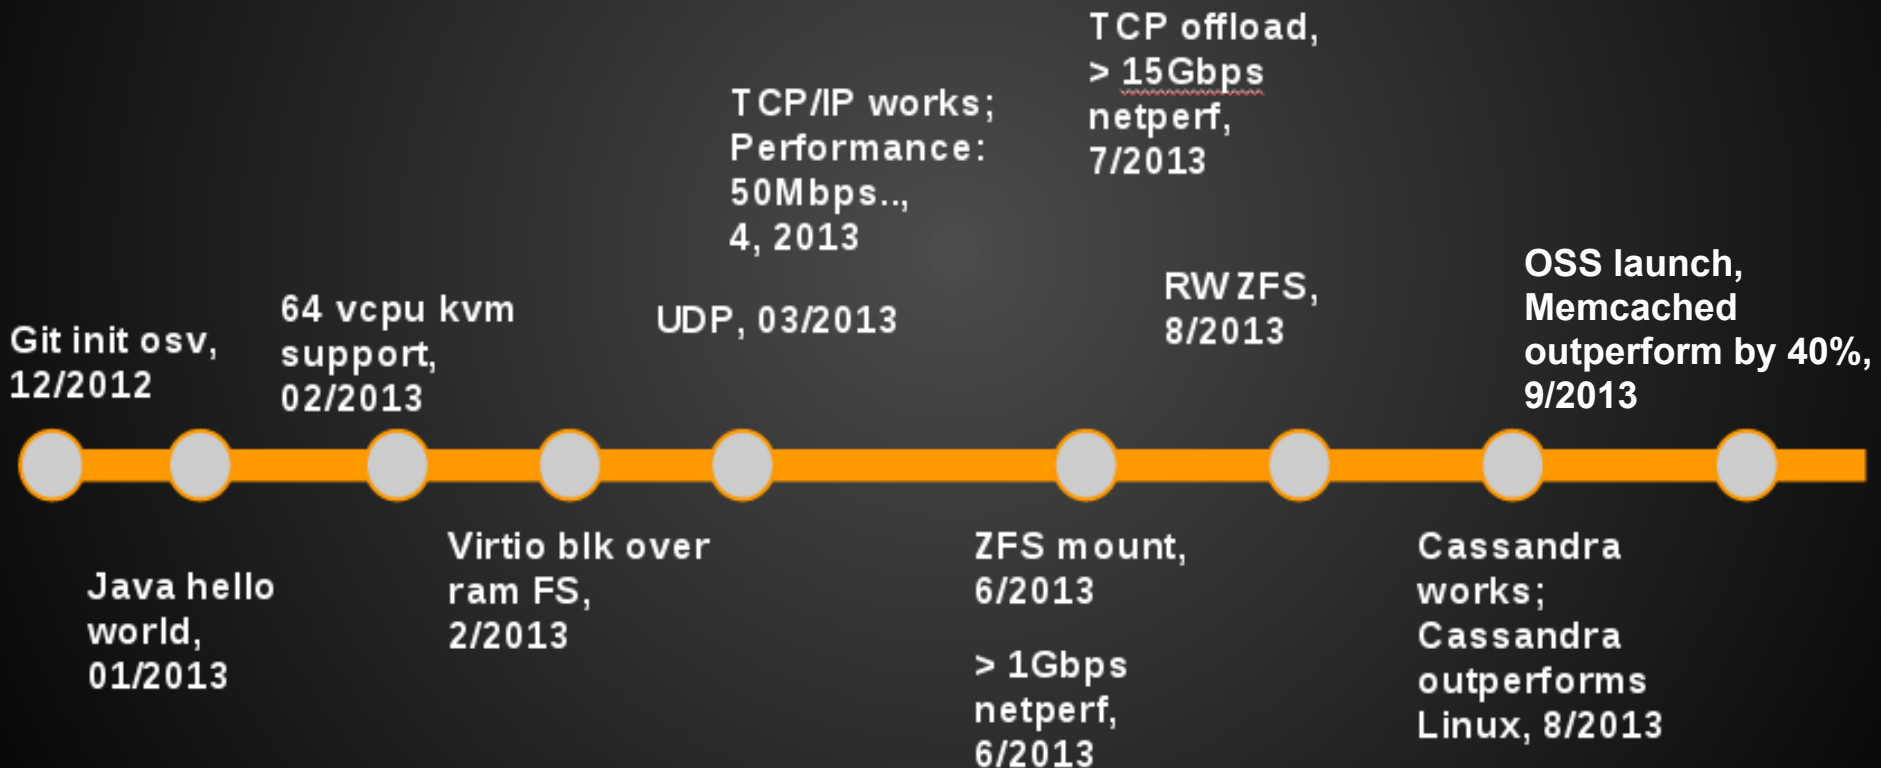 Git init osv,
12/2012
Java hello
world,
01/2013
64 vcpu kvm
support,
02/2013
Virtio blk over
ram FS,
2/2013
UDP, 03/2013
TCP/IP works;
Performance:
50Mbps..,
4, 2013
ZFS mount,
6/2013
> 1Gbps
netperf,
6/2013
TCP offload,
> 15Gbps
netperf,
7/2013
RW ZFS,
8/2013
Cassandra
works;
Cassandra
outperforms
Linux, 8/2013
OSS launch,
Memcached
outperform by 40%,
9/2013